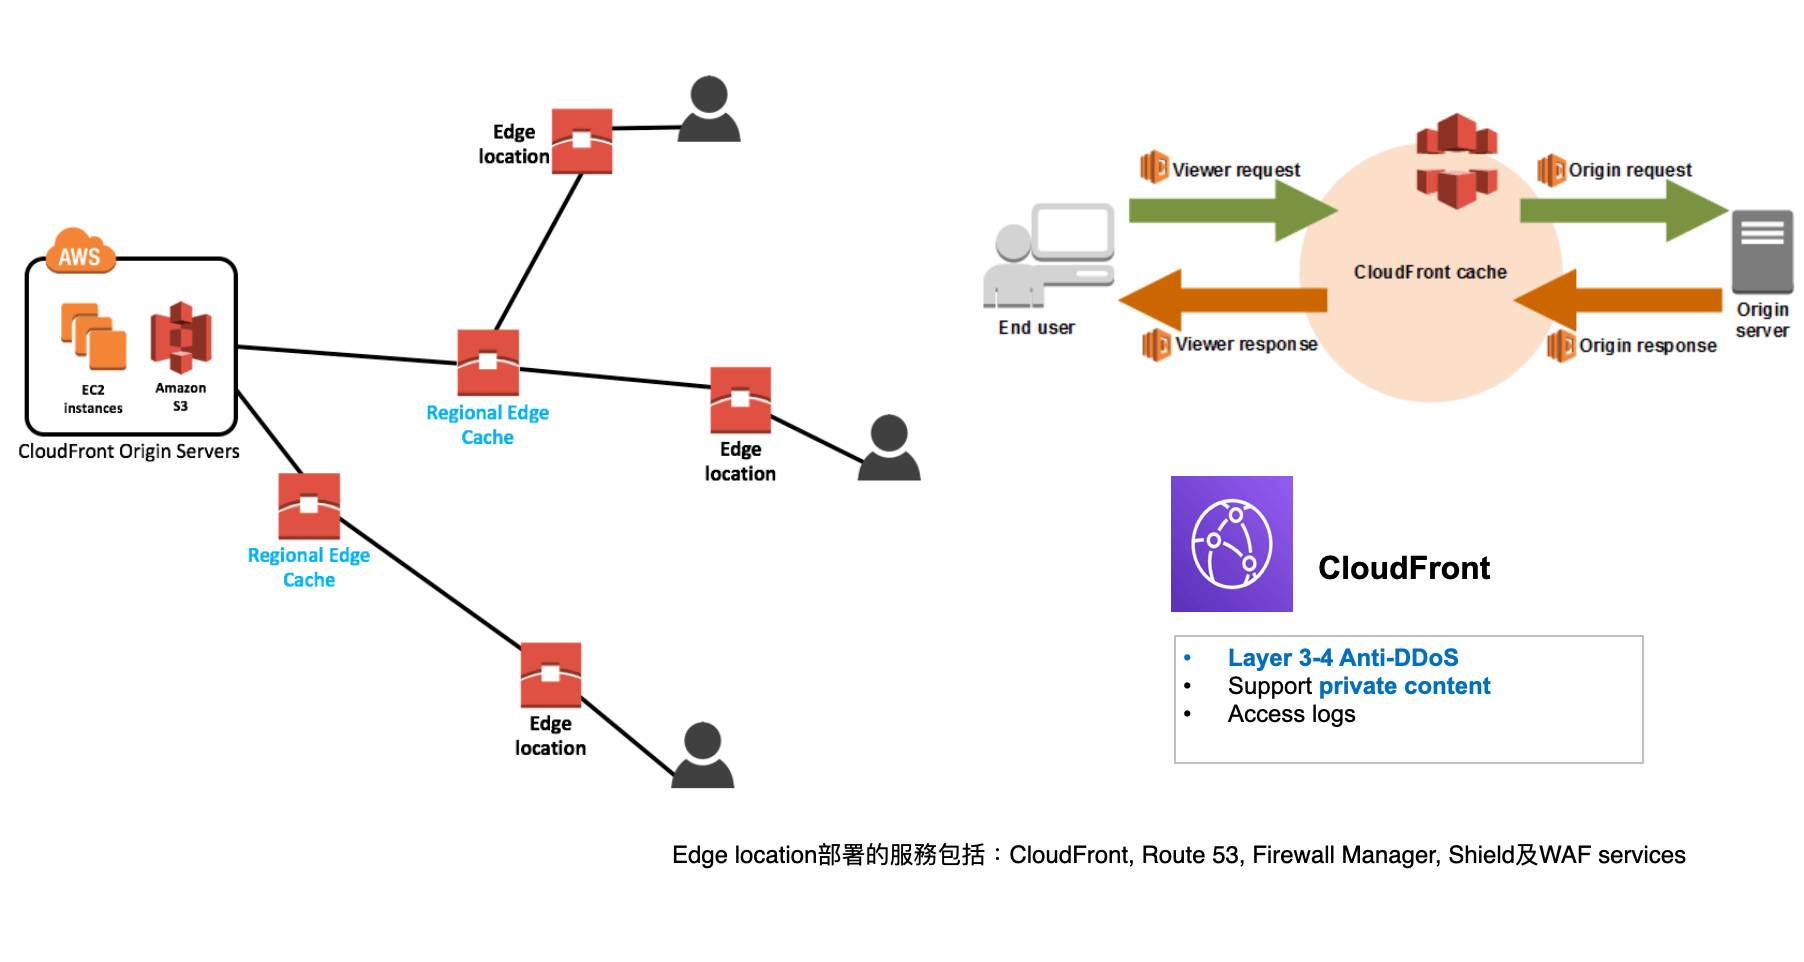 Edge
location
AWS
EC2
instances
Amazon
S3
CloudFront Origin Servers
Regional Edge
Cache
Edge
location
Regional Edge
Cache
Edge
location
Viewer request
Origin request
CloudFront cache
End user
Viewer response
Origin response
Origin
server
CloudFront
• Layer 3-4 Anti-DDoS
• Support private content
• Access logs
Edge location部署的服務包括：CloudFront, Route 53, Firewall Manager, Shield及WAF services